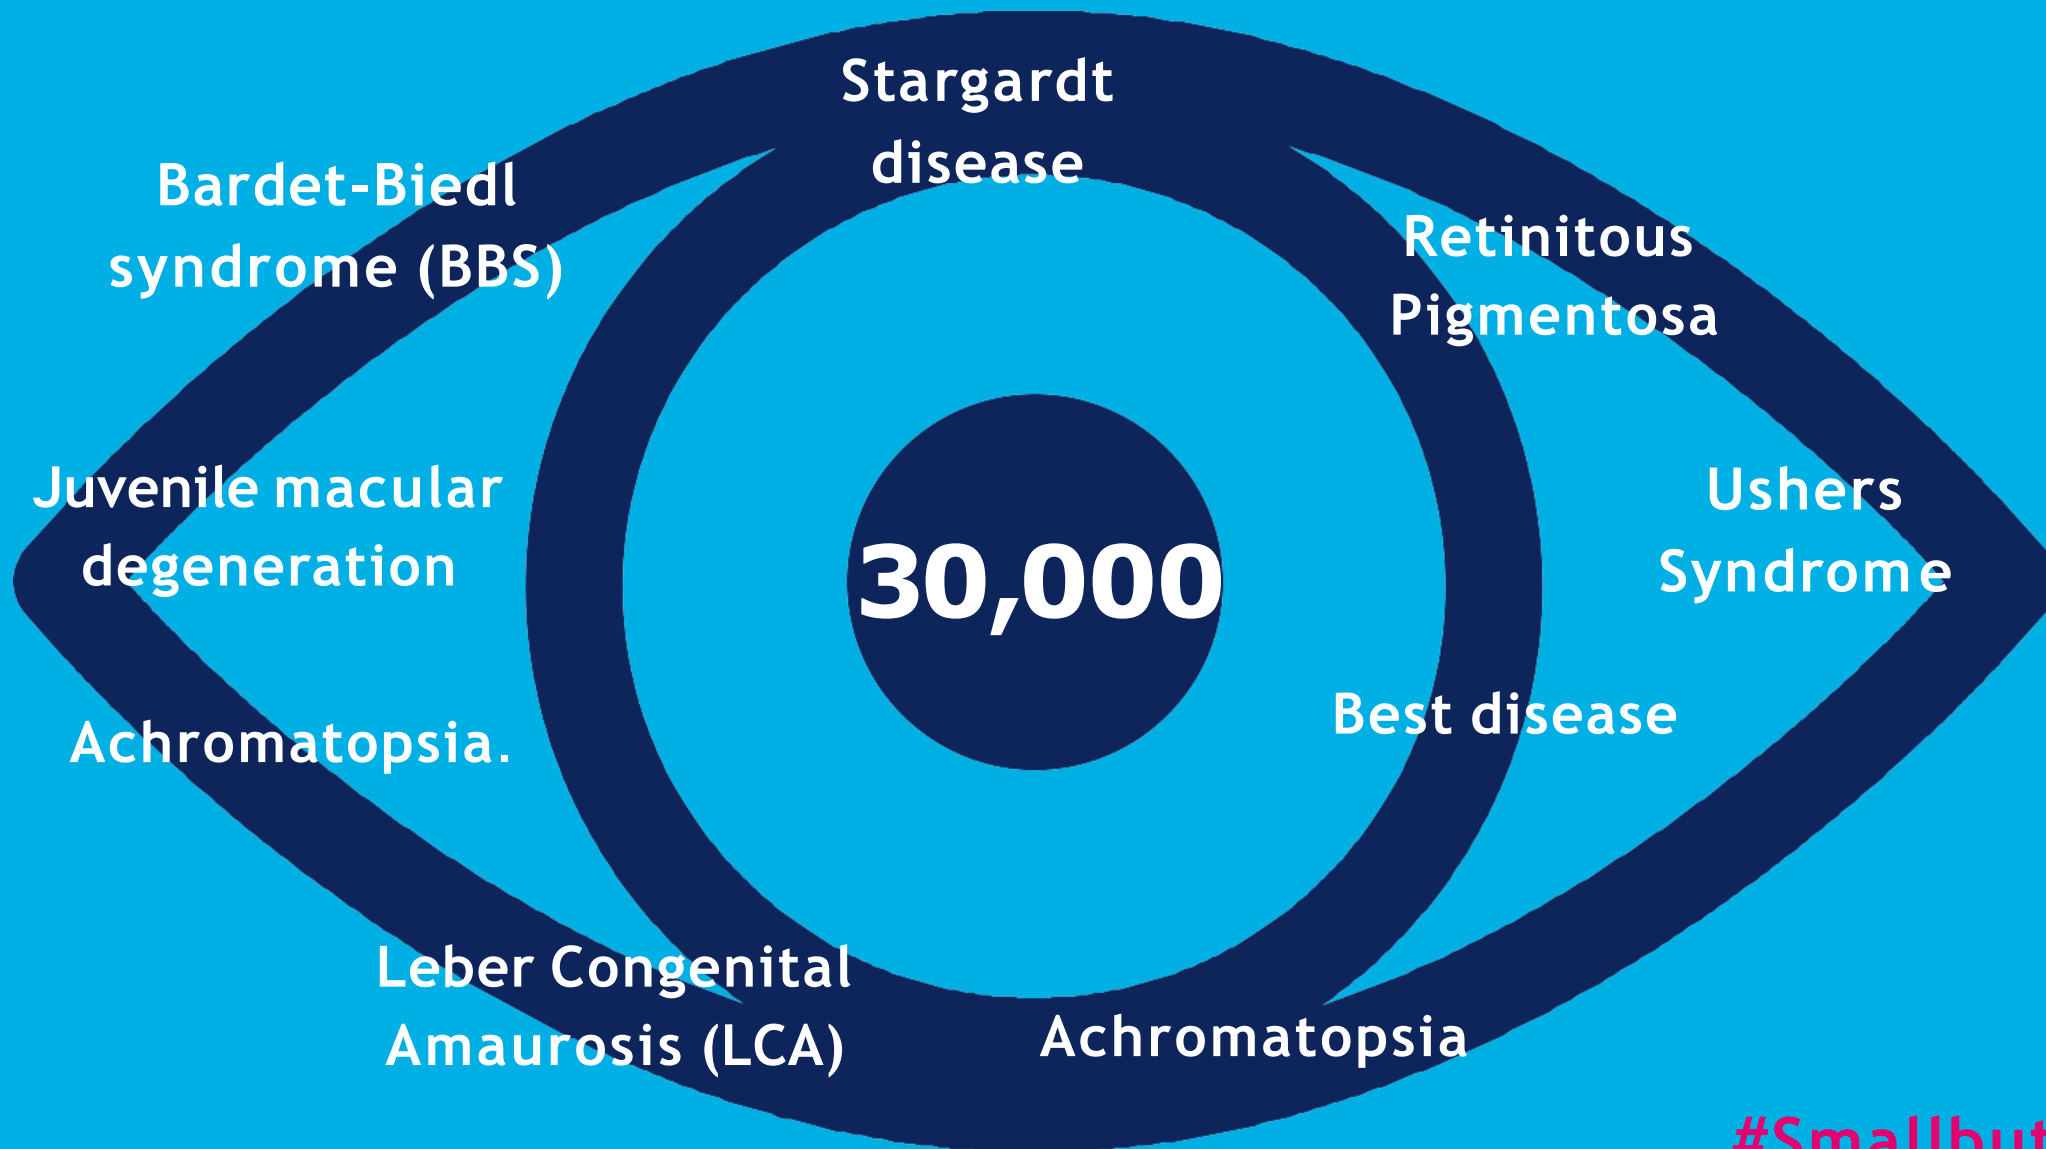 Stargardt
disease
Bardet-Biedl
syndrome (BBS)
Retinitous
Pigmentosa
Juvenile macular
degeneration
30,000
Ushers
Syndrome
Best disease
Achromatopsia.
Leber Congenital
Amaurosis (LCA)
Achromatopsia
#Smallbut